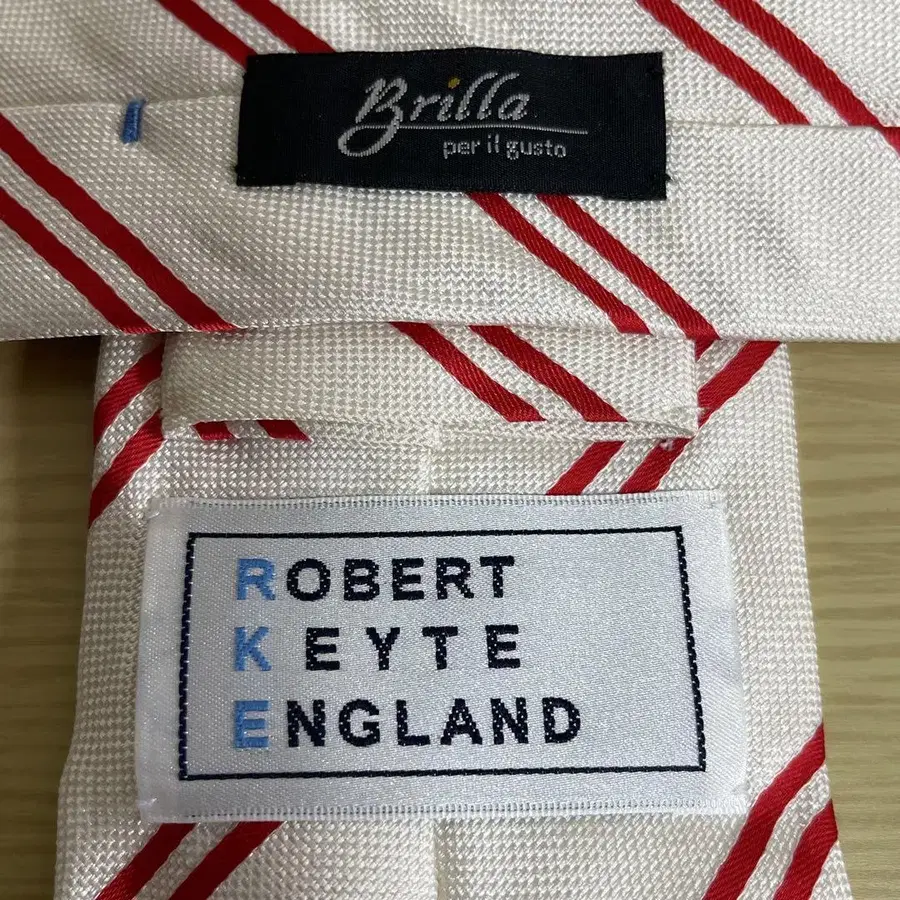 Brilla
per il gusto
ROBERT
KEYTE
ENGLAND